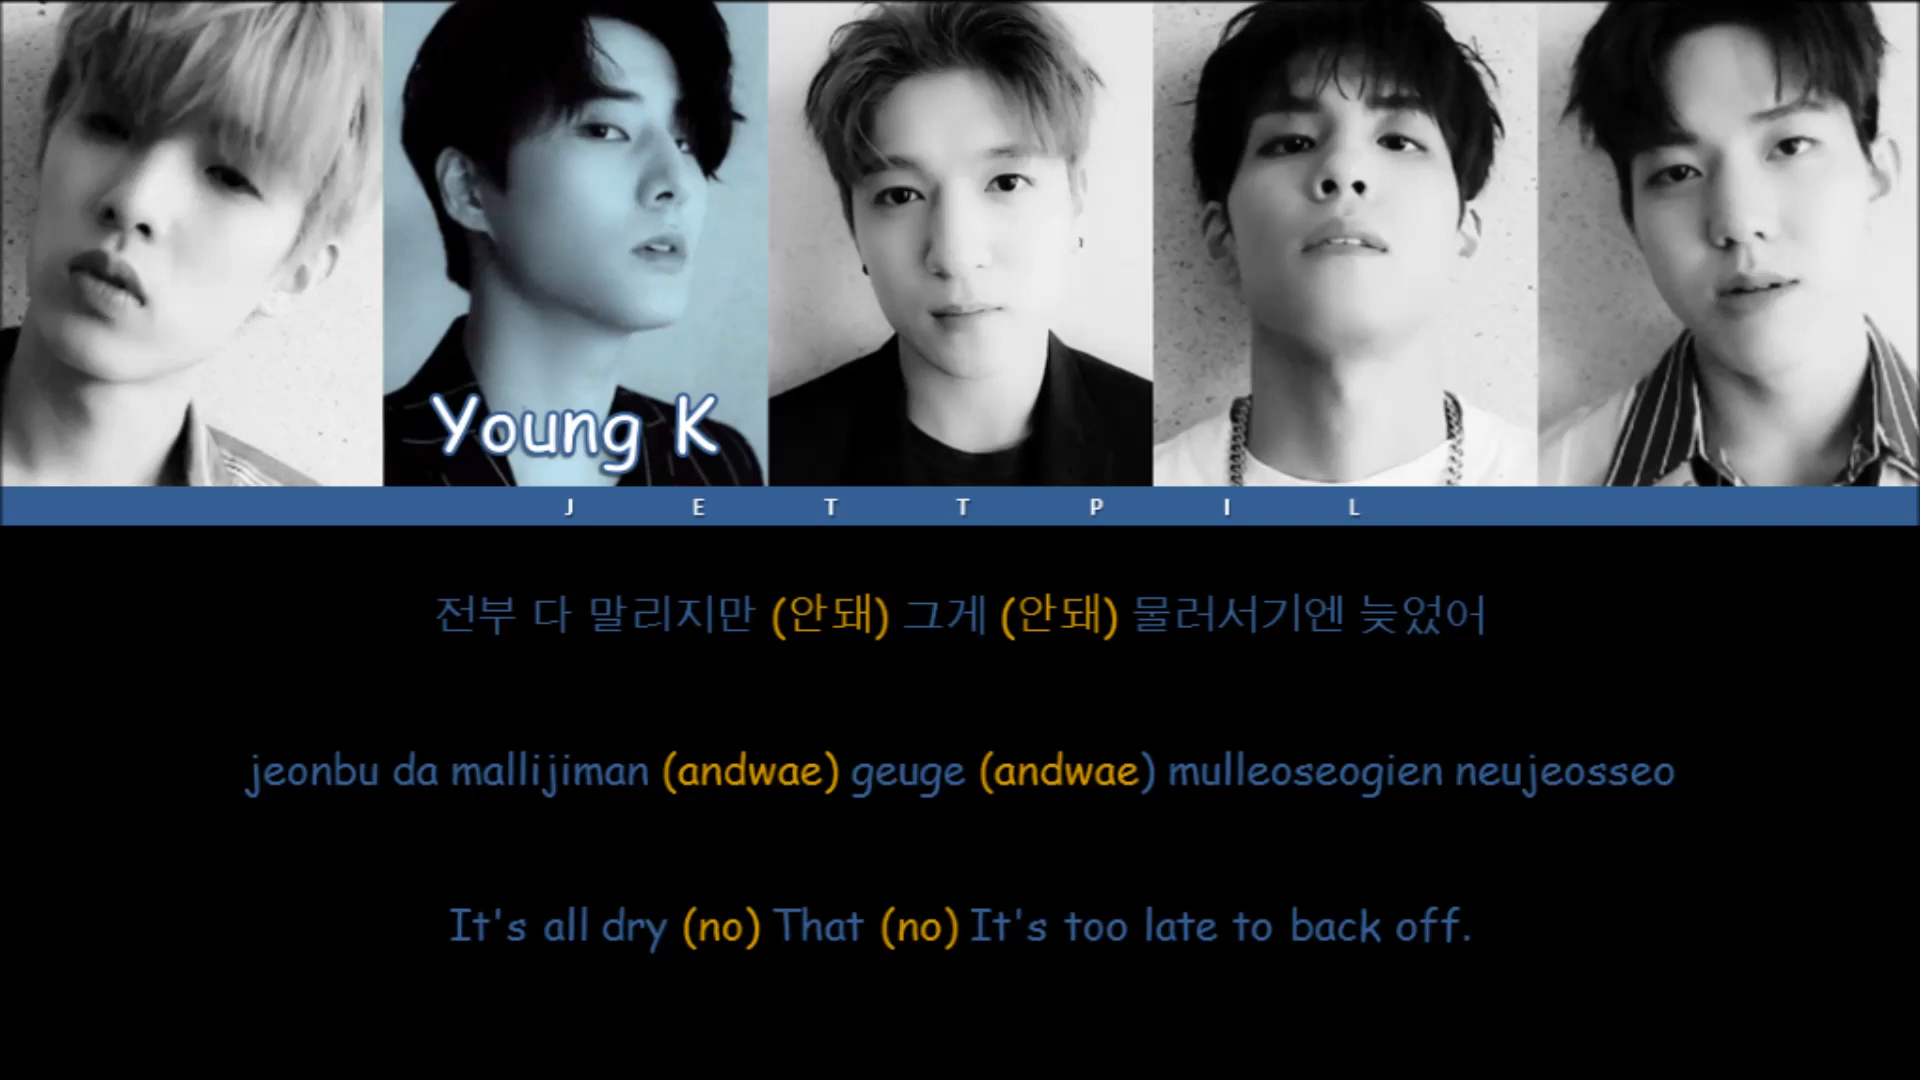 Young K
J E T T P I L
전부 다 말리지만 (안돼) 그게 (안돼) 물러서기엔 늦었어
jeonbu da mallijiman (andwae) geuge (andwae) mulleoseogien neujeosseo
It's all dry (no) That (no) It's too late to back off.